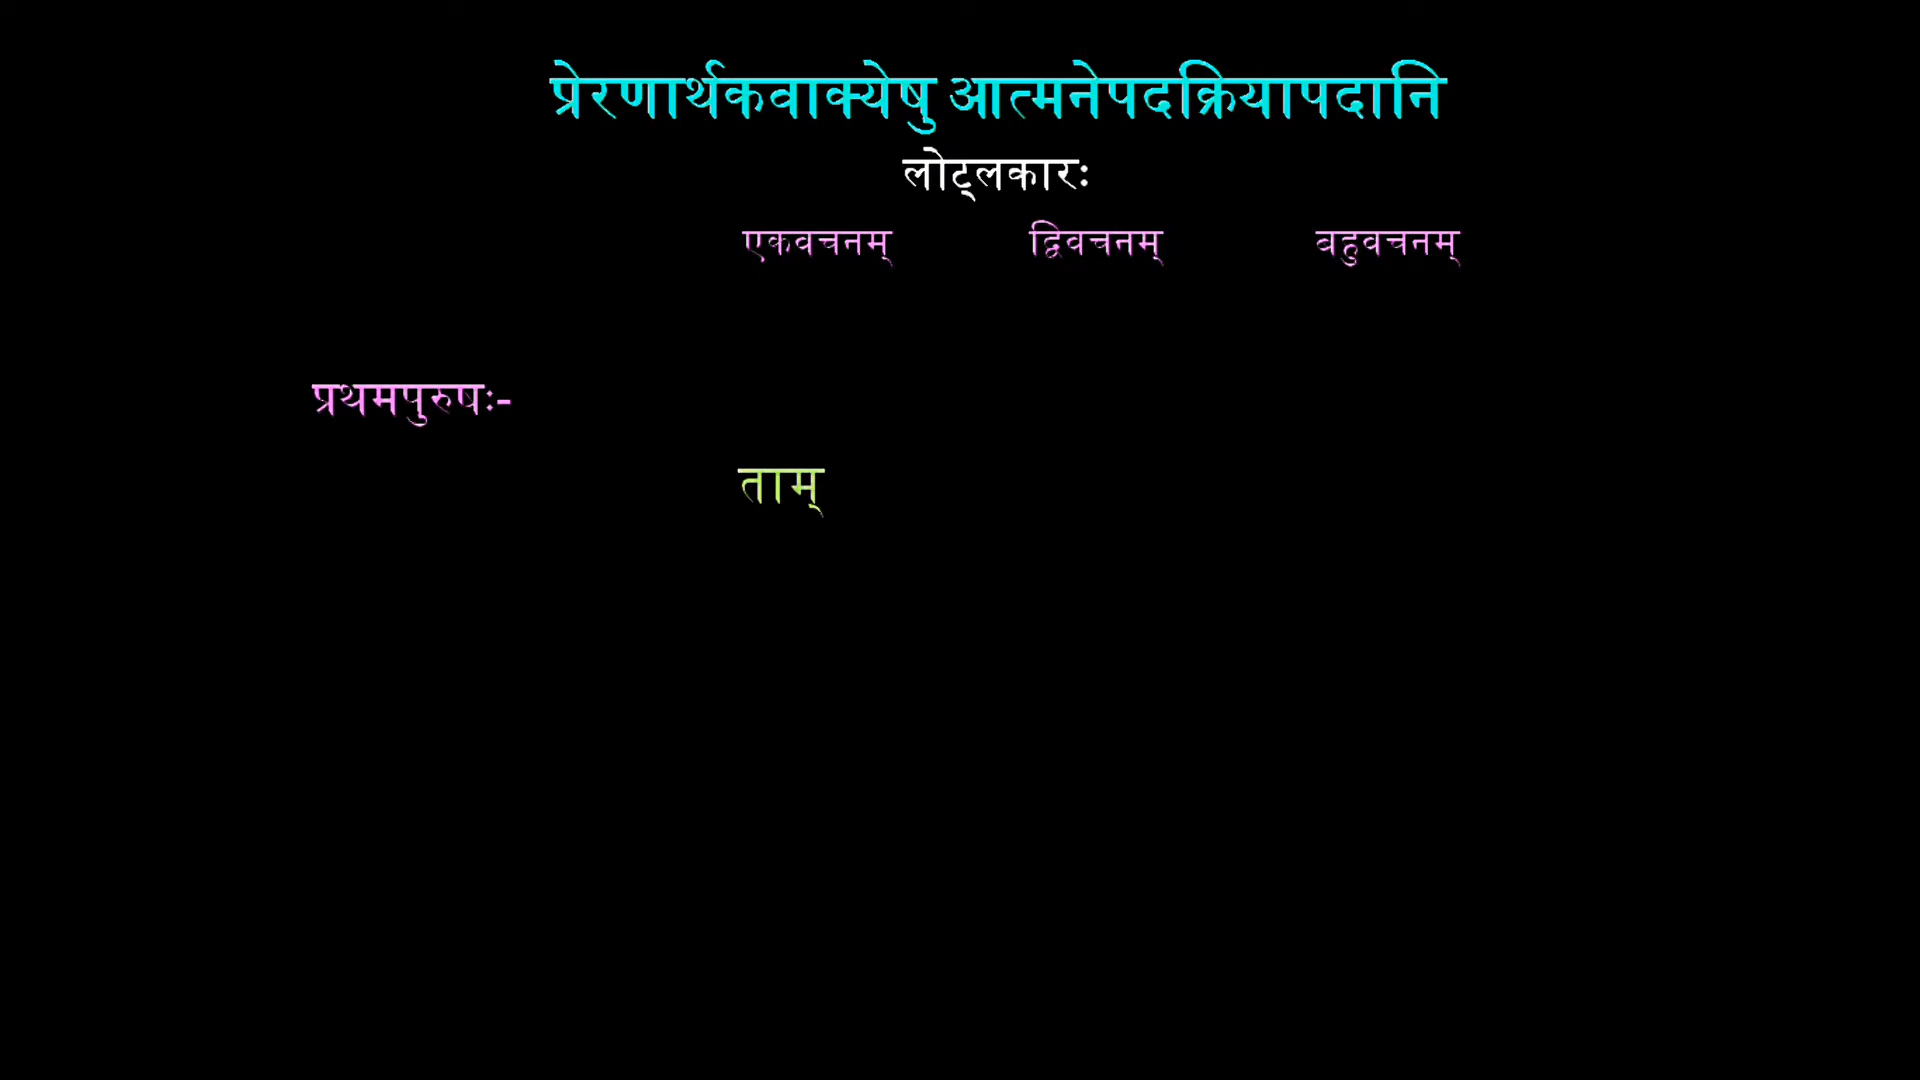 प्रेरणार्थकवाक्येषु आत्मनेपदक्रियापदानि
लोट्लकारः
एकवचनम् द्विवचनम् बहुवचनम्
प्रथमपुरुषः-
ताम्